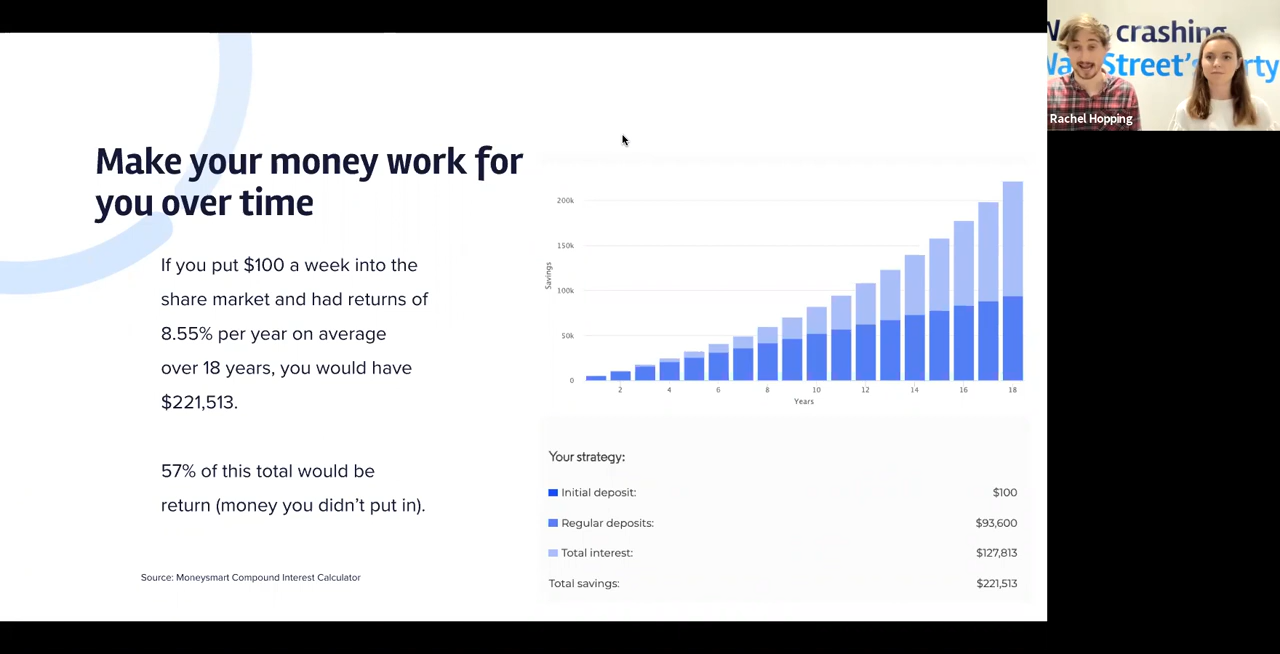 Make your money work for
you over time
If you put $100 a week into the
share market and had returns of
8.55% per year on average
over 18 years, you would have
$221,513.
57% of this total would be
return (money you didn't put in).
Source: Moneysmart Compound Interest Calculator
Savings
200k
150k
100k
50k
0
2 4 6 8 10 12 14 16 18
Years
Your strategy:
Initial deposit: $100
Regular deposits: $93,600
Total interest: $127,813
Total savings: $221,513
crashing
Street's
Rachel Hopping